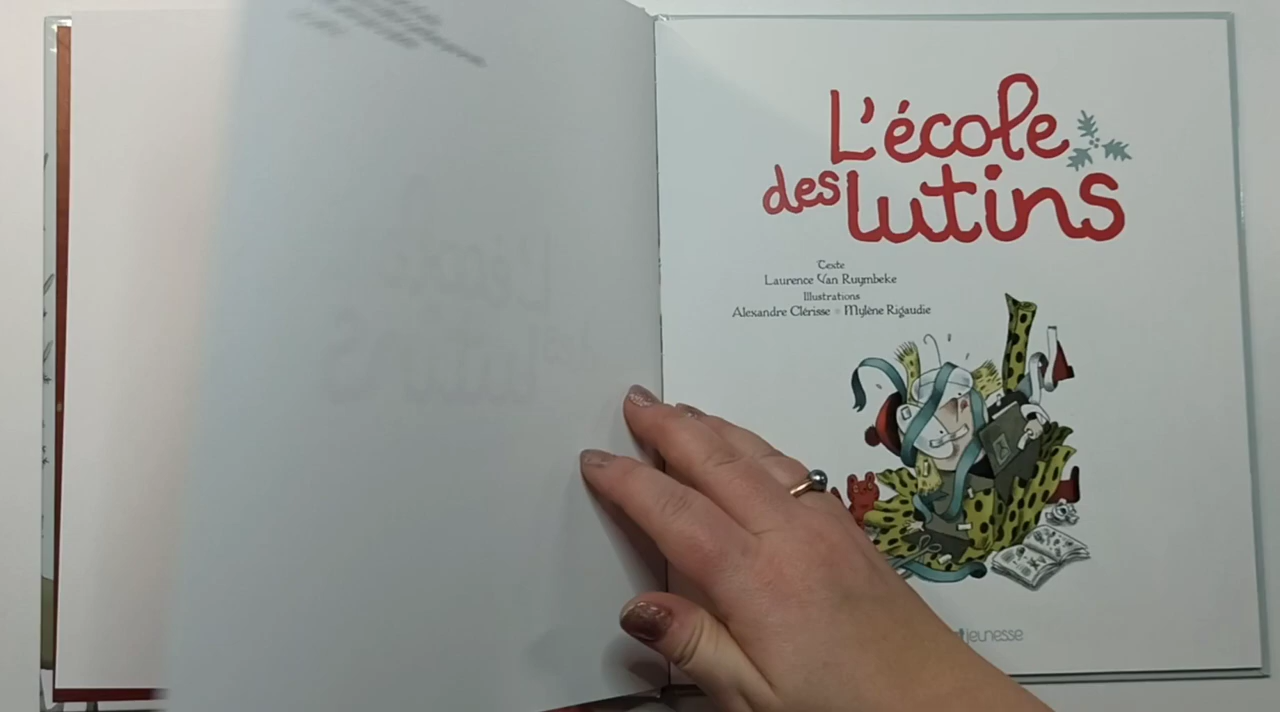 L'école
des lutins
Texte
Laurence Van Ruymbeke
Illustrations
Alexandre Clérisse • Mylène Rigaudie
jeunesse